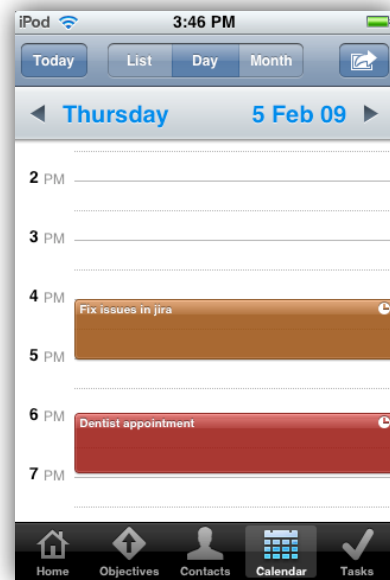 iPod 3:46 PM
Today List Day Month
Thursday 5 Feb 09
2 PM
3 PM
4 PM
Fix issues in jira
5 PM
6 PM
Dentist appointment
7 PM
Home Objectives Contacts Calendar Tasks